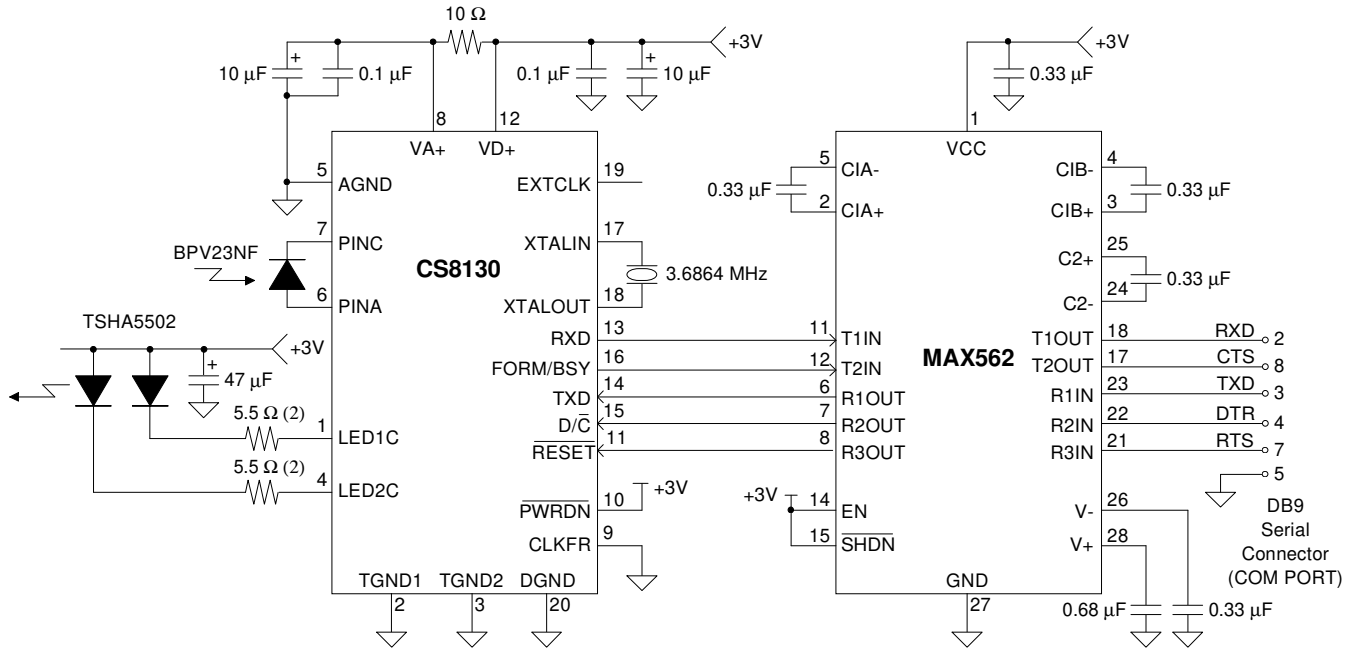 10 Ω
+3V
+3V
10 µF
+
0.1 µF
0.1 µF
+
10 µF
0.33 µF
8
12
1
VA+
VD+
VCC
5
AGND
EXTCLK
19
7
PINC
XTALIN
17
BPV23NF
CS8130
3.6864 MHz
6
PINA
XTALOUT
18
TSHA5502
+3V
+
47 µF
RXD
13
FORM/BSY
16
TXD
14
D/C̅
15
R̅E̅S̅E̅T̅
11
5.5 Ω (2)
1
LED1C
5.5 Ω (2)
4
LED2C
+3V
P̅W̅R̅D̅N̅
10
CLKFR
9
TGND1
TGND2
DGND
2
3
20
5
CIA-
CIB-
4
0.33 µF
0.33 µF
2
CIA+
CIB+
3
C2+
25
0.33 µF
C2-
24
MAX562
11
T1IN
T1OUT
18
RXD
2
12
T2IN
T2OUT
17
CTS
8
6
R1OUT
R1IN
23
TXD
3
7
R2OUT
R2IN
22
DTR
4
8
R3OUT
R3IN
21
RTS
7
5
+3V
14
EN
V-
26
15
S̅H̅D̅N̅
V+
28
DB9
Serial
Connector
(COM PORT)
GND
27
0.68 µF
0.33 µF